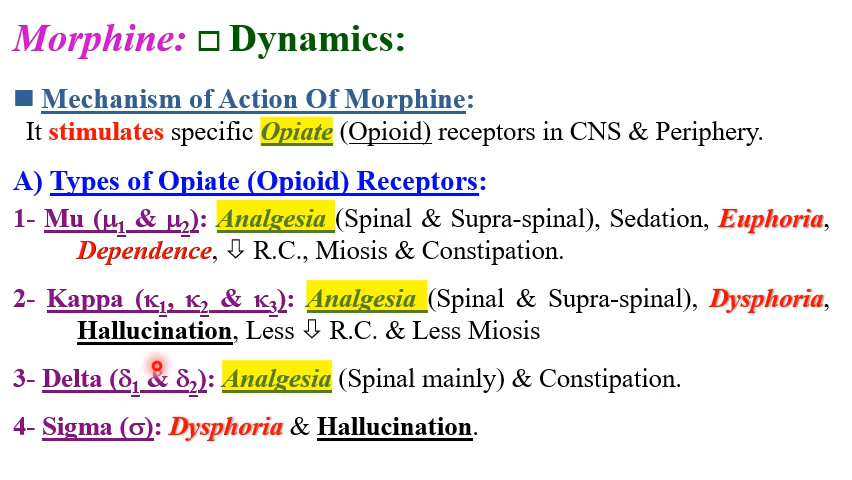 Morphine: □ Dynamics:
■ Mechanism of Action Of Morphine:
It stimulates specific Opiate (Opioid) receptors in CNS & Periphery.
A) Types of Opiate (Opioid) Receptors:
1- Mu (μ1 & μ2): Analgesia (Spinal & Supra-spinal), Sedation, Euphoria,
Dependence, ⇩ R.C., Miosis & Constipation.
2- Kappa (κ1, κ2 & κ3): Analgesia (Spinal & Supra-spinal), Dysphoria,
Hallucination, Less ⇩ R.C. & Less Miosis
3- Delta (δ1 & δ2): Analgesia (Spinal mainly) & Constipation.
4- Sigma (σ): Dysphoria & Hallucination.